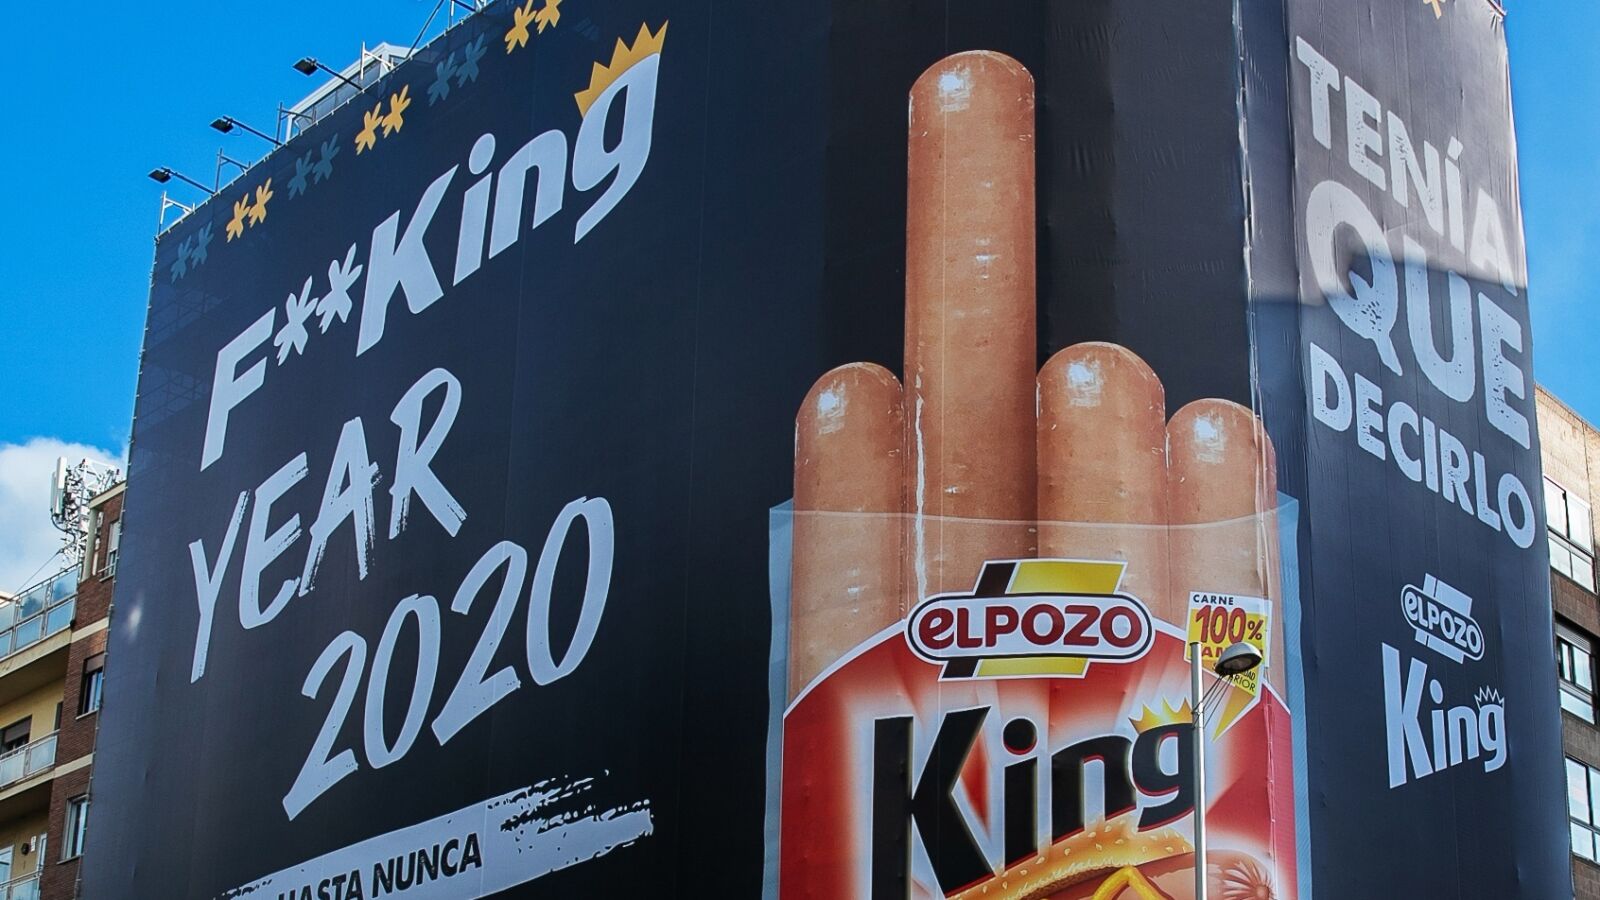 F**King
YEAR
2020
HASTA NUNCA
elPOZO
CARNE
100%
King
TENÍA
QUE
DECIRLO
elPOZO
King